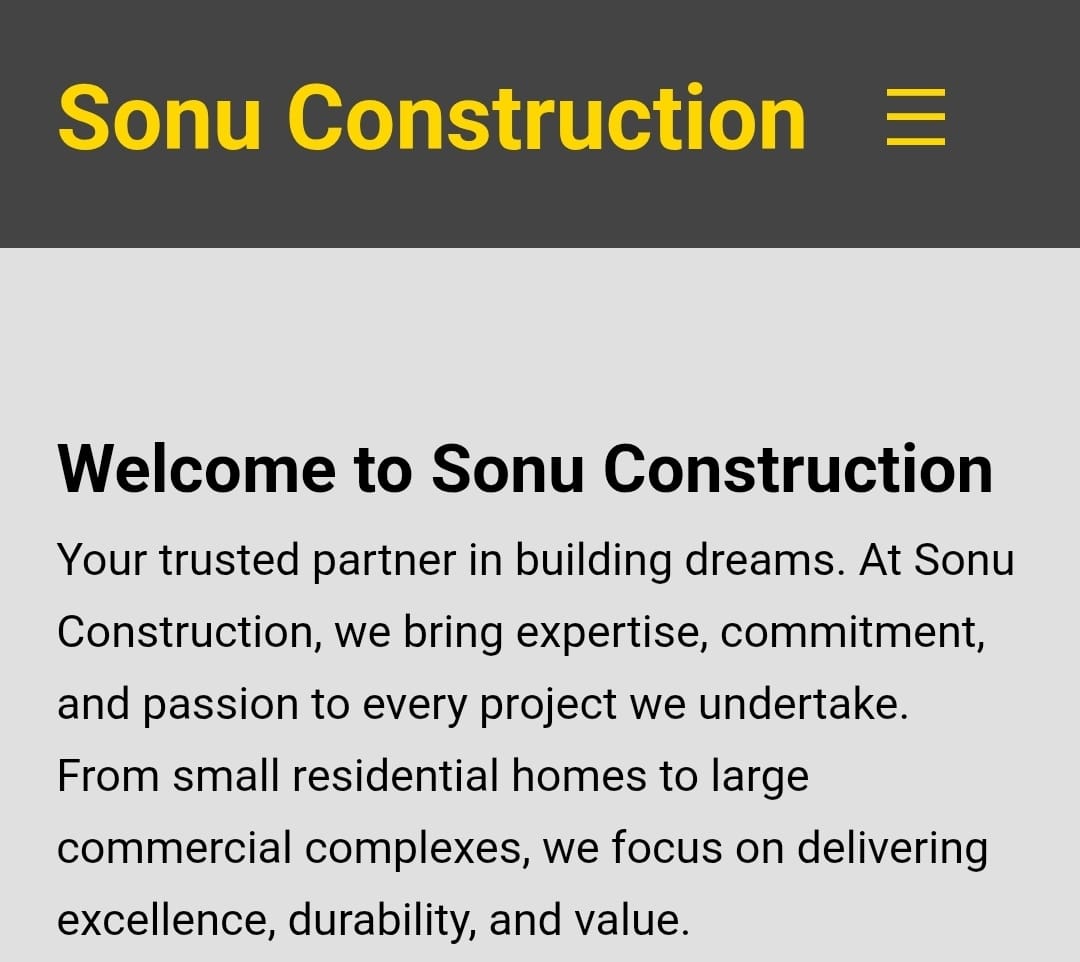 Sonu Construction
Welcome to Sonu Construction
Your trusted partner in building dreams. At Sonu
Construction, we bring expertise, commitment,
and passion to every project we undertake.
From small residential homes to large
commercial complexes, we focus on delivering
excellence, durability, and value.